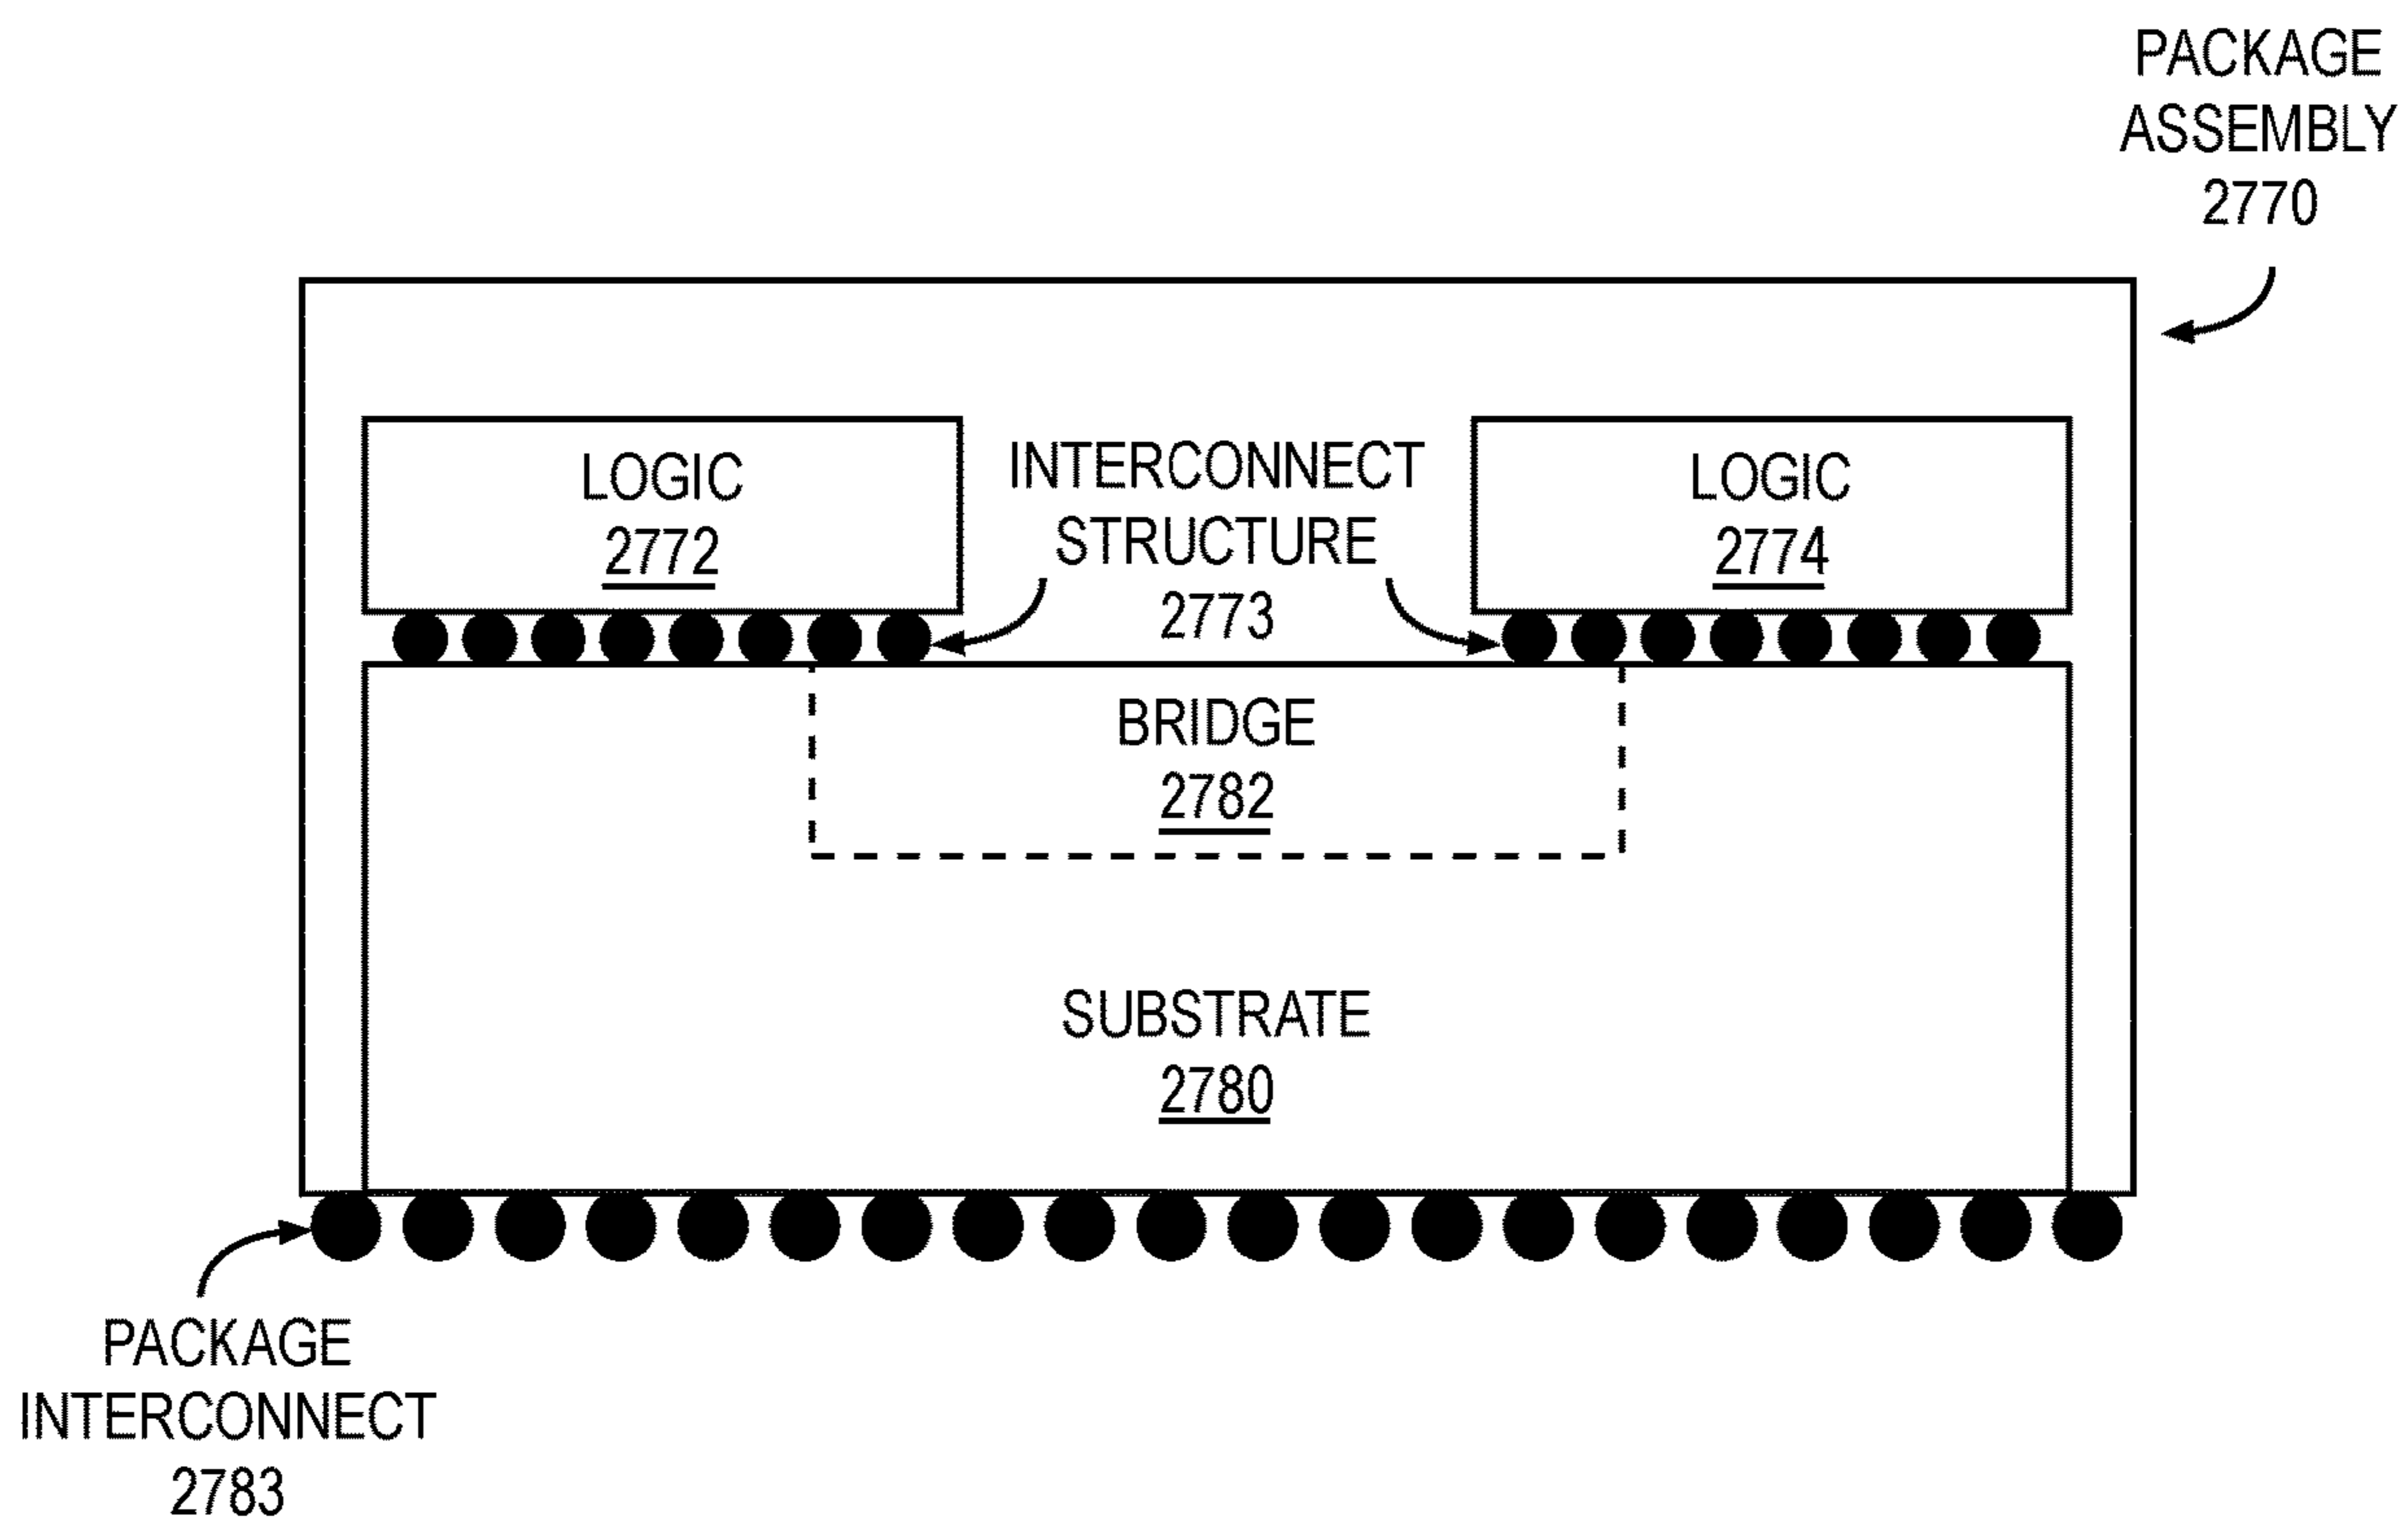 PACKAGE
ASSEMBLY
2770
LOGIC
2772
INTERCONNECT
STRUCTURE
2773
LOGIC
2774
BRIDGE
2782
SUBSTRATE
2780
PACKAGE
INTERCONNECT
2783